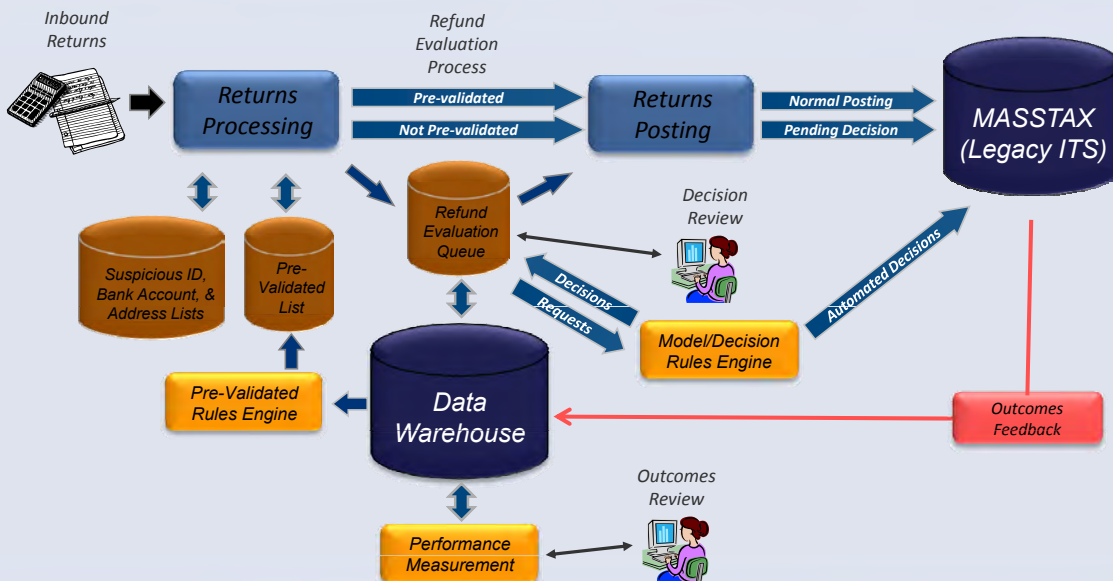 Inbound
Returns
Refund
Evaluation
Process
Returns
Processing
Pre-validated
Not Pre-validated
Returns
Posting
Normal Posting
Pending Decision
MASSTAX
(Legacy ITS)
Suspicious ID,
Bank Account, &
Address Lists
Pre-
Validated
List
Refund
Evaluation
Queue
Decision
Review
Decisions
Requests
Automated Decisions
Model/Decision
Rules Engine
Pre-Validated
Rules Engine
Data
Warehouse
Outcomes
Feedback
Outcomes
Review
Performance
Measurement